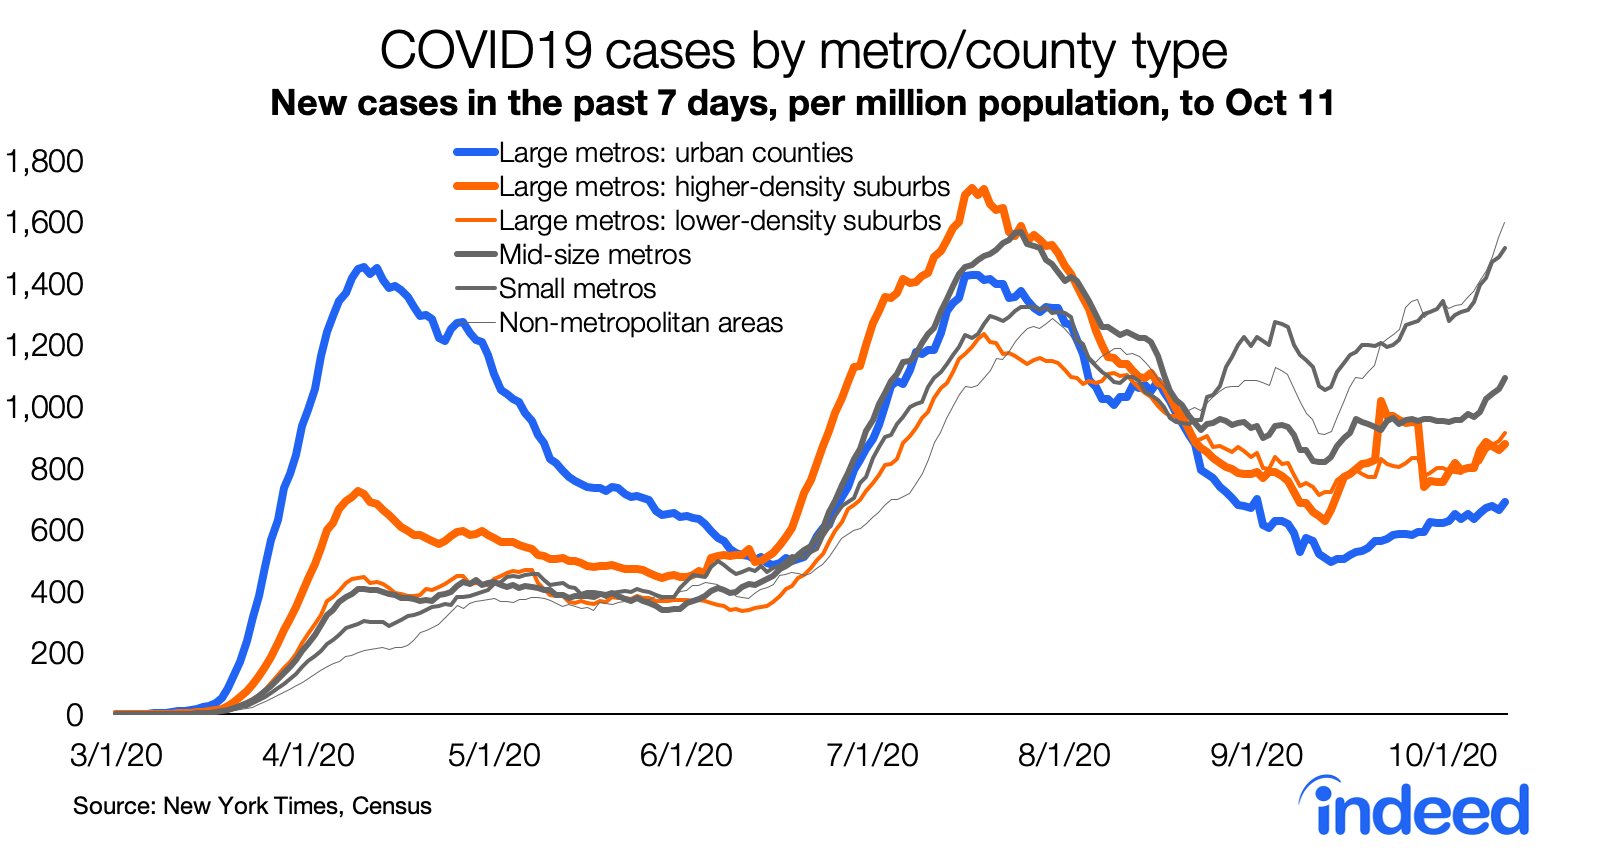 COVID19 cases by metro/county type
New cases in the past 7 days, per million population, to Oct 11
Large metros: urban counties
Large metros: higher-density suburbs
Large metros: lower-density suburbs
Mid-size metros
Small metros
Non-metropolitan areas
1,800
1,600
1,400
1,200
1,000
800
600
400
200
0
3/1/20 4/1/20 5/1/20 6/1/20 7/1/20 8/1/20 9/1/20 10/1/20
Source: New York Times, Census
indeed